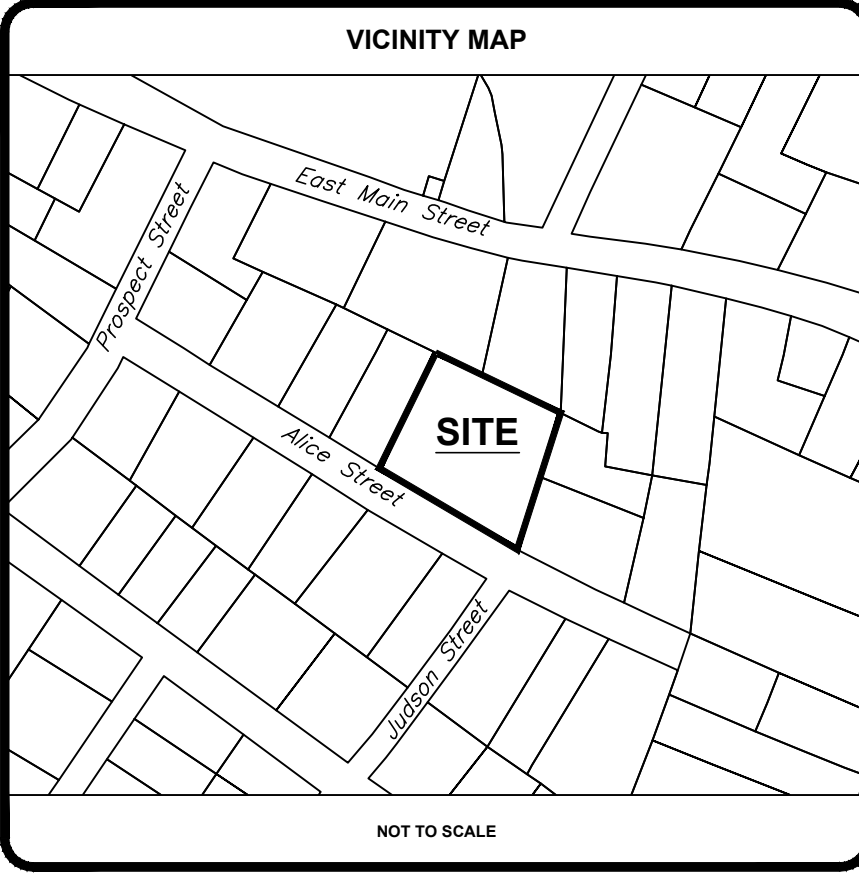 VICINITY MAP
East Main Street
Prospect Street
SITE
Alice Street
Judson Street
NOT TO SCALE